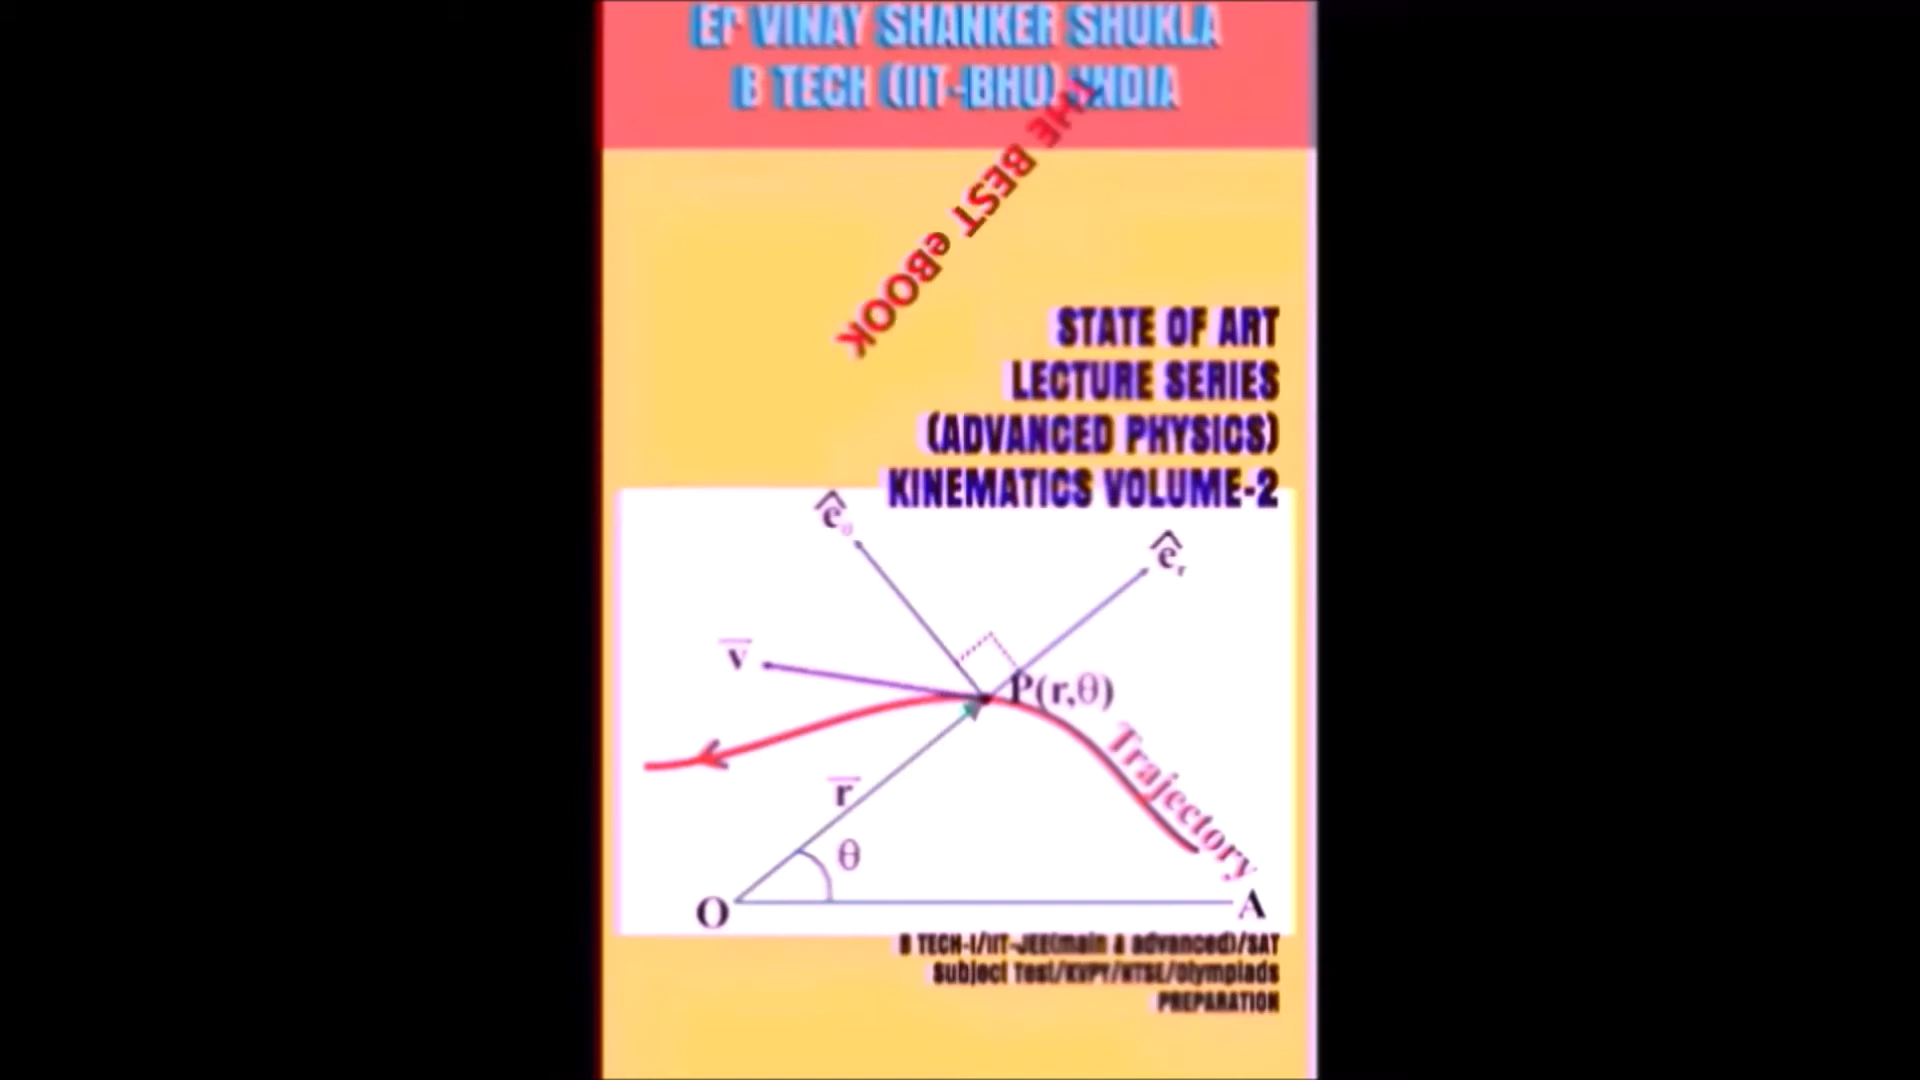 Er VINAY SHANKER SHUKLA
B TECH (IIT-BHU) INDIA
THE BEST eBOOK
STATE OF ART
LECTURE SERIES
(ADVANCED PHYSICS)
KINEMATICS VOLUME-2
ê
êr
v
P(r,θ)
Trajectory
r
θ
O
A
B TECH-I/IIT-JEE(main & advanced)/SAT
Subject Test/KVPY/NTSE/Olympiads
PREPARATION